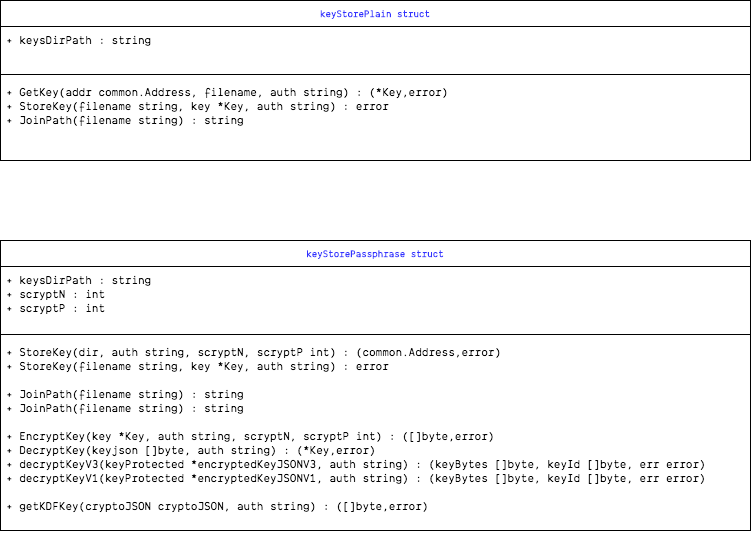 keyStorePlain struct
+ keysDirPath : string
+ GetKey(addr common.Address, filename, auth string) : (*Key,error)
+ StoreKey(filename string, key *Key, auth string) : error
+ JoinPath(filename string) : string
keyStorePassphrase struct
+ keysDirPath : string
+ scryptN : int
+ scryptP : int
+ StoreKey(dir, auth string, scryptN, scryptP int) : (common.Address,error)
+ StoreKey(filename string, key *Key, auth string) : error
+ JoinPath(filename string) : string
+ JoinPath(filename string) : string
+ EncryptKey(key *Key, auth string, scryptN, scryptP int) : ([]byte,error)
+ DecryptKey(keyjson []byte, auth string) : (*Key,error)
+ decryptKeyV3(keyProtected *encryptedKeyJSONV3, auth string) : (keyBytes []byte, keyId []byte, err error)
+ decryptKeyV1(keyProtected *encryptedKeyJSONV1, auth string) : (keyBytes []byte, keyId []byte, err error)
+ getKDFKey(cryptoJSON cryptoJSON, auth string) : ([]byte,error)